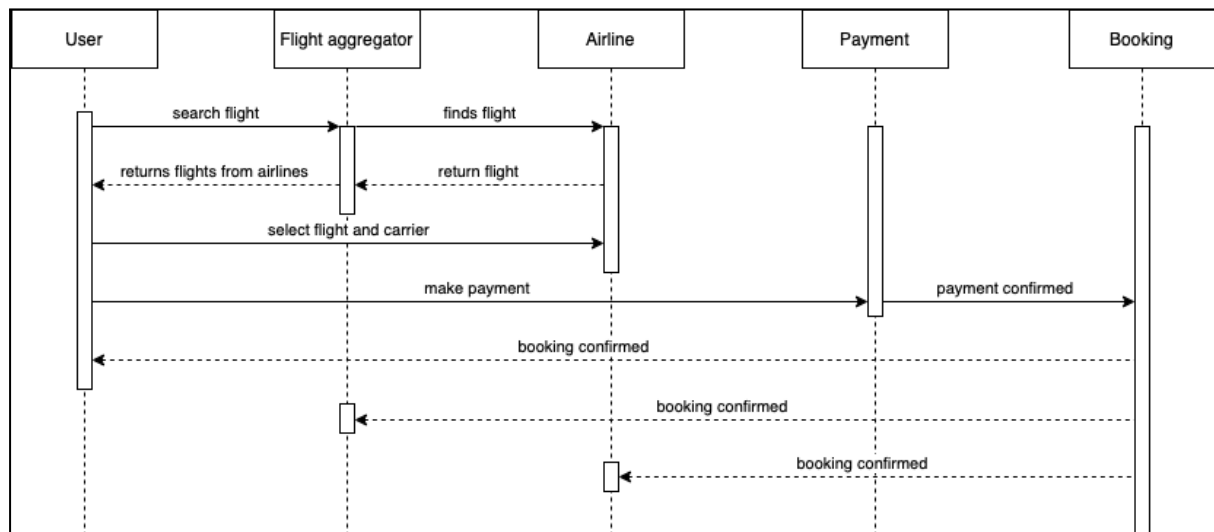 User
Flight aggregator
Airline
Payment
Booking
search flight
finds flight
returns flights from airlines
return flight
select flight and carrier
make payment
payment confirmed
booking confirmed
booking confirmed
booking confirmed